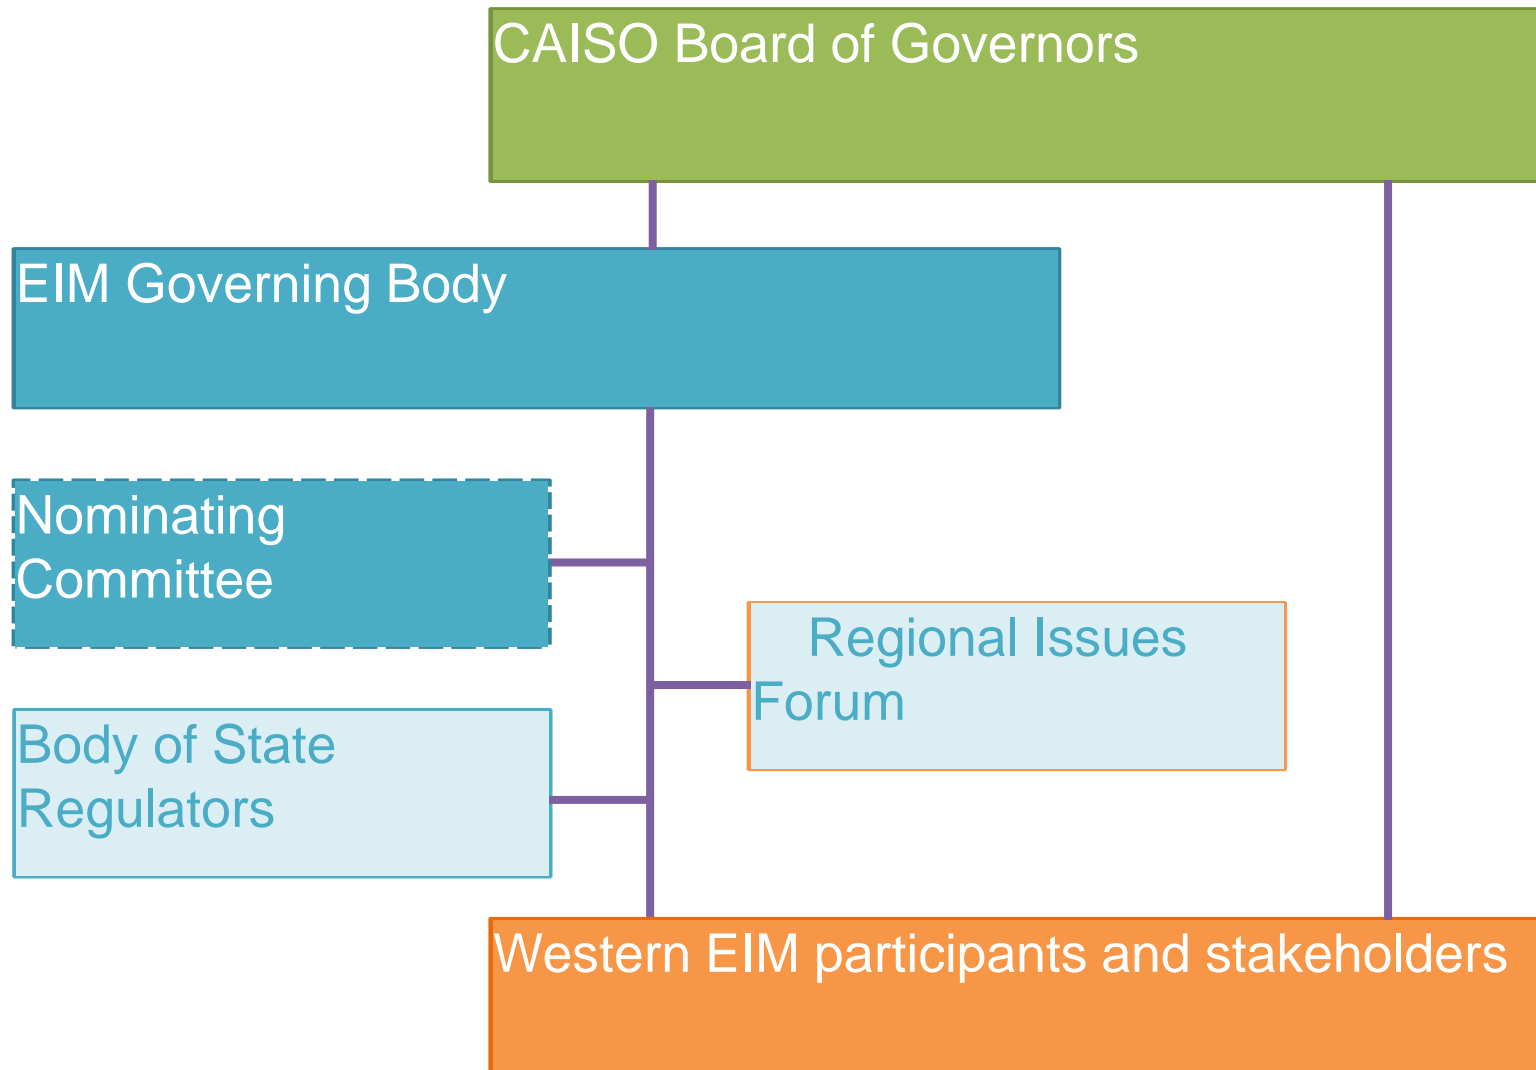 CAISO Board of Governors
EIM Governing Body
Nominating
Committee
Regional Issues
Forum
Body of State
Regulators
Western EIM participants and stakeholders